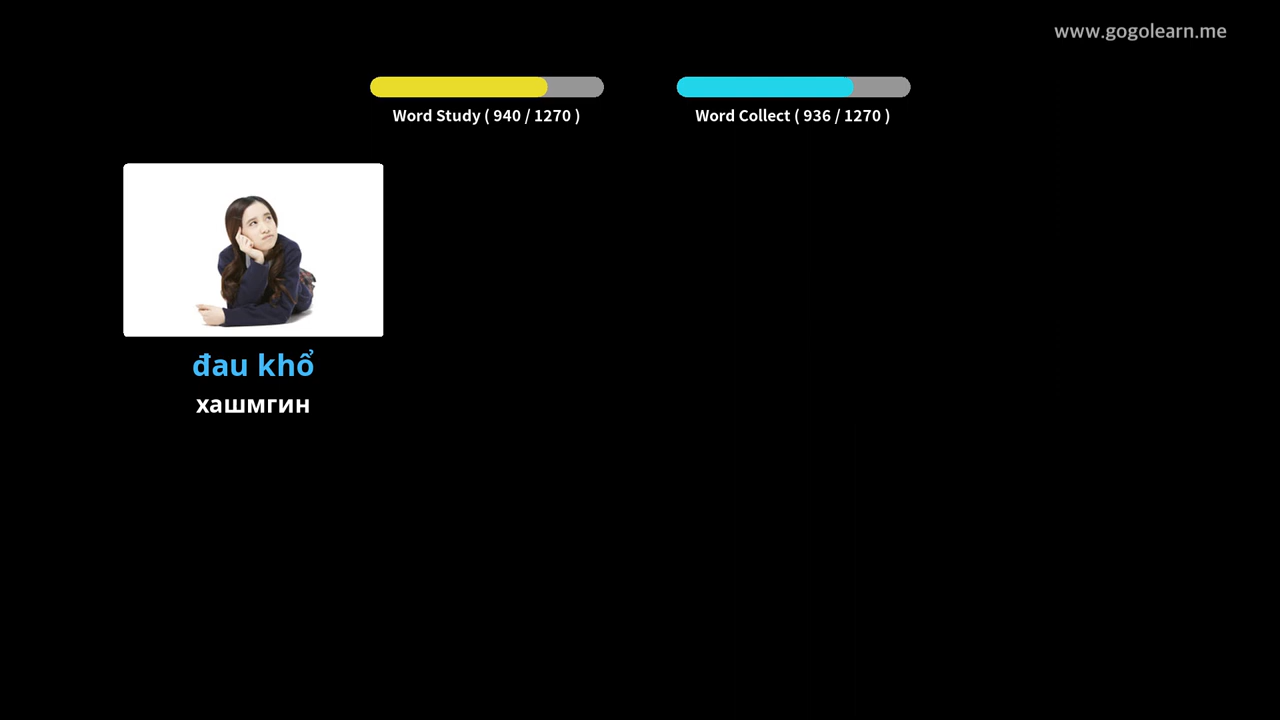 www.gogolearn.me
Word Study ( 940 / 1270 )
Word Collect ( 936 / 1270 )
đau khổ
хашмгин